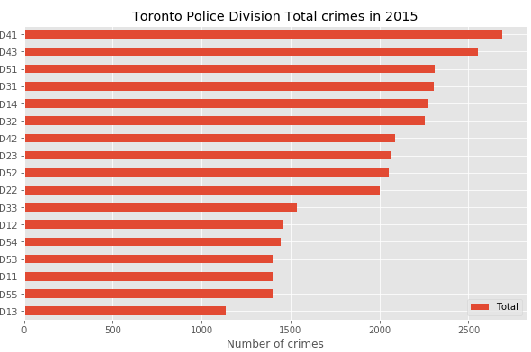 Toronto Police Division Total crimes in 2015
D41
D43
D51
D31
D14
D32
D42
D23
D52
D22
D33
D12
D54
D53
D11
D55
D13
0 500 1000 1500 2000 2500
Number of crimes
Total